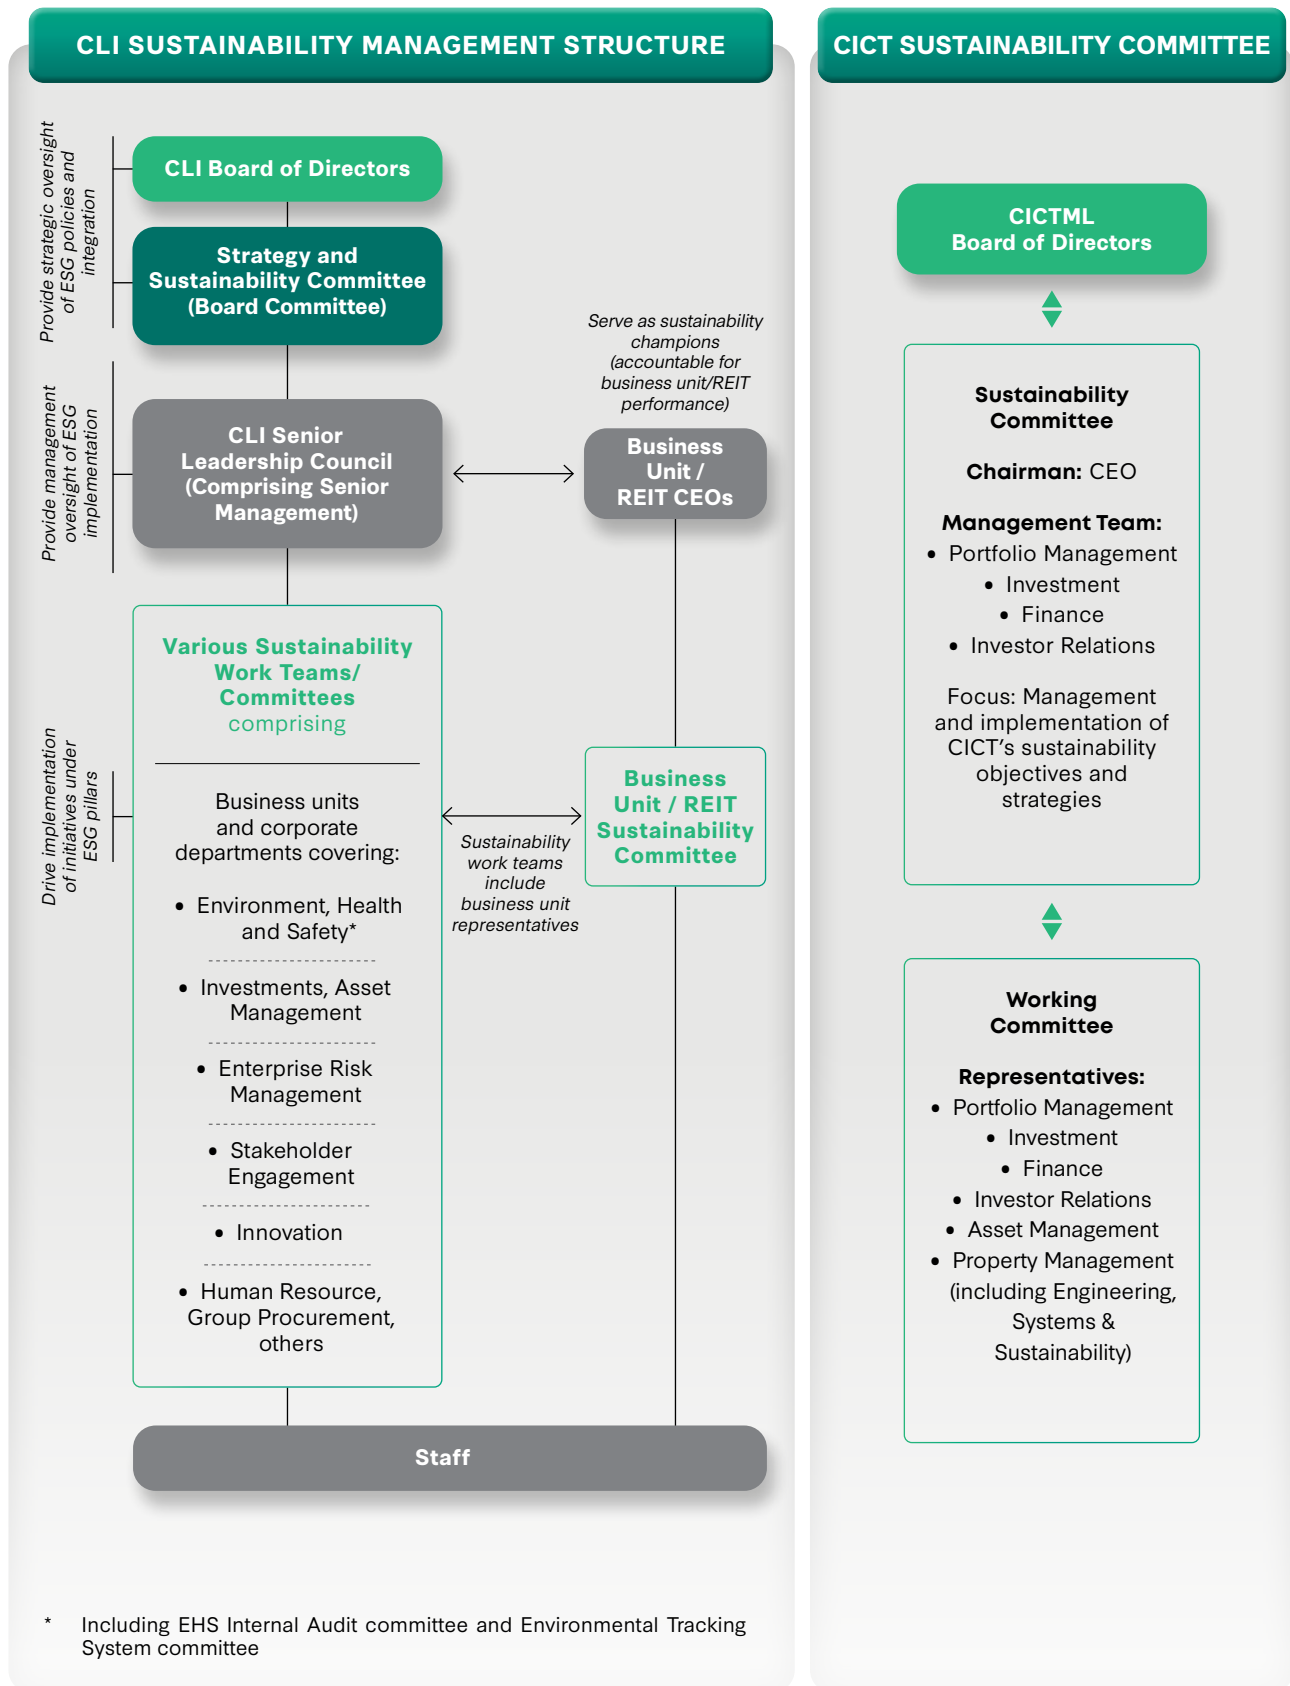 CLI SUSTAINABILITY MANAGEMENT STRUCTURE
Provide strategic oversight
of ESG policies and
integration
CLI Board of Directors
Strategy and
Sustainability Committee
(Board Committee)
Provide management
oversight of ESG
implementation
CLI Senior
Leadership Council
(Comprising Senior
Management)
Serve as sustainability
champions
(accountable for
business unit/REIT
performance)
Business
Unit /
REIT CEOs
Drive implementation
of initiatives under
ESG pillars
Various Sustainability
Work Teams/
Committees
comprising
Business units
and corporate
departments covering:
• Environment, Health
and Safety*
• Investments, Asset
Management
• Enterprise Risk
Management
• Stakeholder
Engagement
• Innovation
• Human Resource,
Group Procurement,
others
Sustainability
work teams
include
business unit
representatives
Business
Unit / REIT
Sustainability
Committee
Staff
* Including EHS Internal Audit committee and Environmental Tracking
System committee
CICT SUSTAINABILITY COMMITTEE
CICTML
Board of Directors
Sustainability
Committee
Chairman: CEO
Management Team:
• Portfolio Management
• Investment
• Finance
• Investor Relations
Focus: Management
and implementation of
CICT's sustainability
objectives and
strategies
Working
Committee
Representatives:
• Portfolio Management
• Investment
• Finance
• Investor Relations
• Asset Management
• Property Management
(including Engineering,
Systems &
Sustainability)